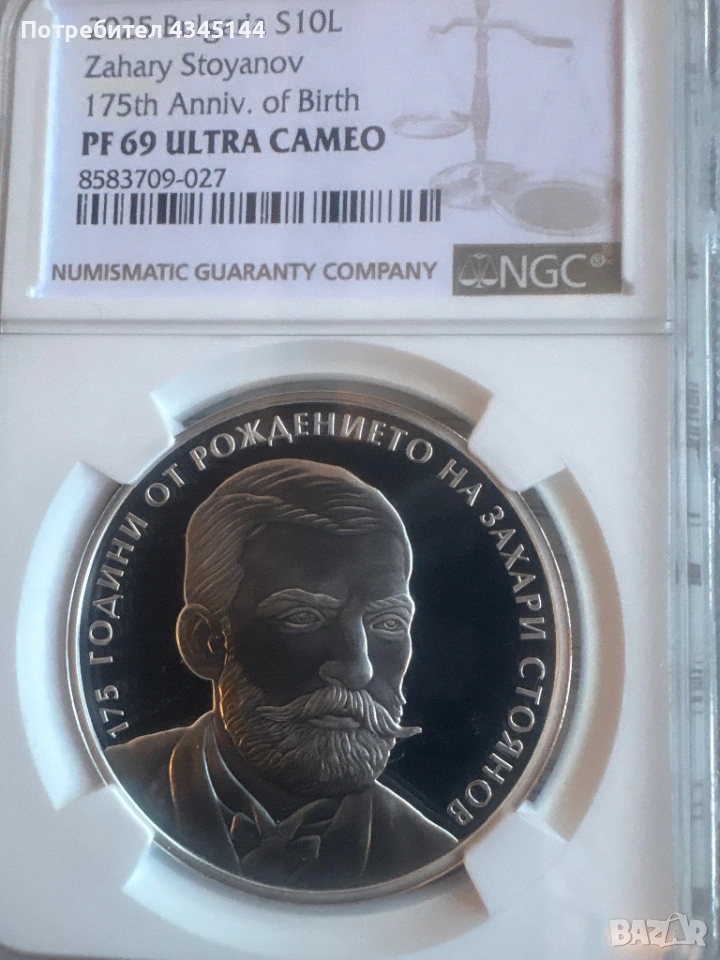 Потребител 4345144
2025 Bulgaria S10L
Zahary Stoyanov
175th Anniv. of Birth
PF 69 ULTRA CAMEO
8583709-027
NUMISMATIC GUARANTY COMPANY
NGC®
175 ГОДИНИ ОТ РОЖДЕНИЕТО НА ЗАХАРИ СТОЯНОВ
BAZAR